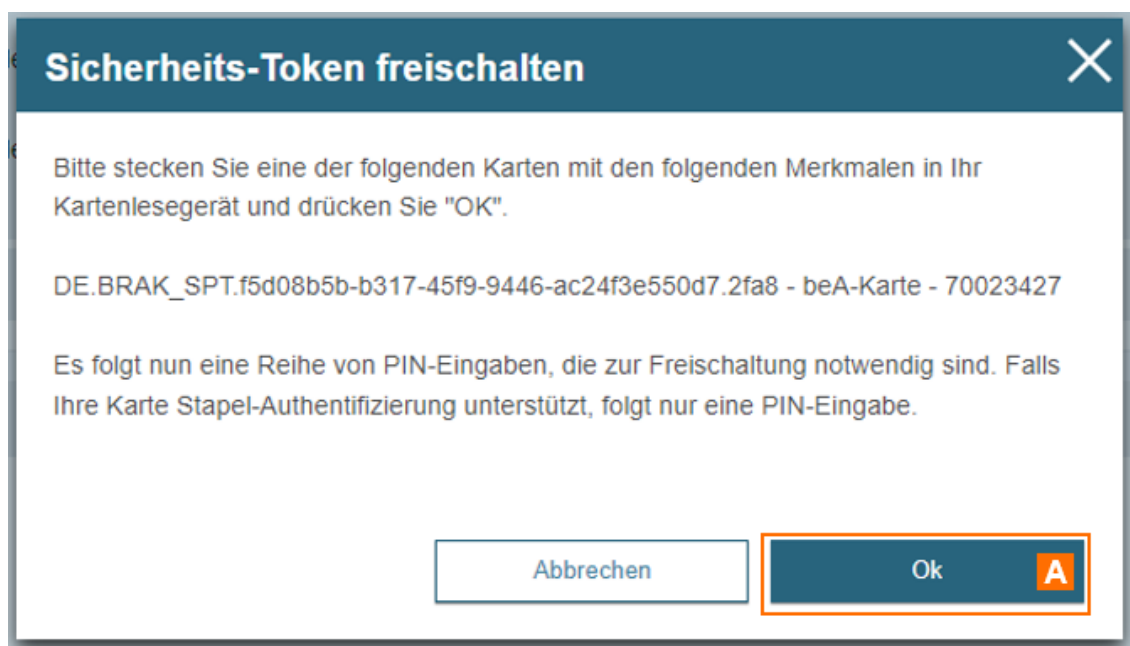 Sicherheits-Token freischalten
Bitte stecken Sie eine der folgenden Karten mit den folgenden Merkmalen in Ihr
Kartenlesegerät und drücken Sie "OK".
DE.BRAK_SPT.f5d08b5b-b317-45f9-9446-ac24f3e550d7.2fa8 - beA-Karte - 70023427
Es folgt nun eine Reihe von PIN-Eingaben, die zur Freischaltung notwendig sind. Falls
Ihre Karte Stapel-Authentifizierung unterstützt, folgt nur eine PIN-Eingabe.
Abbrechen
Ok A